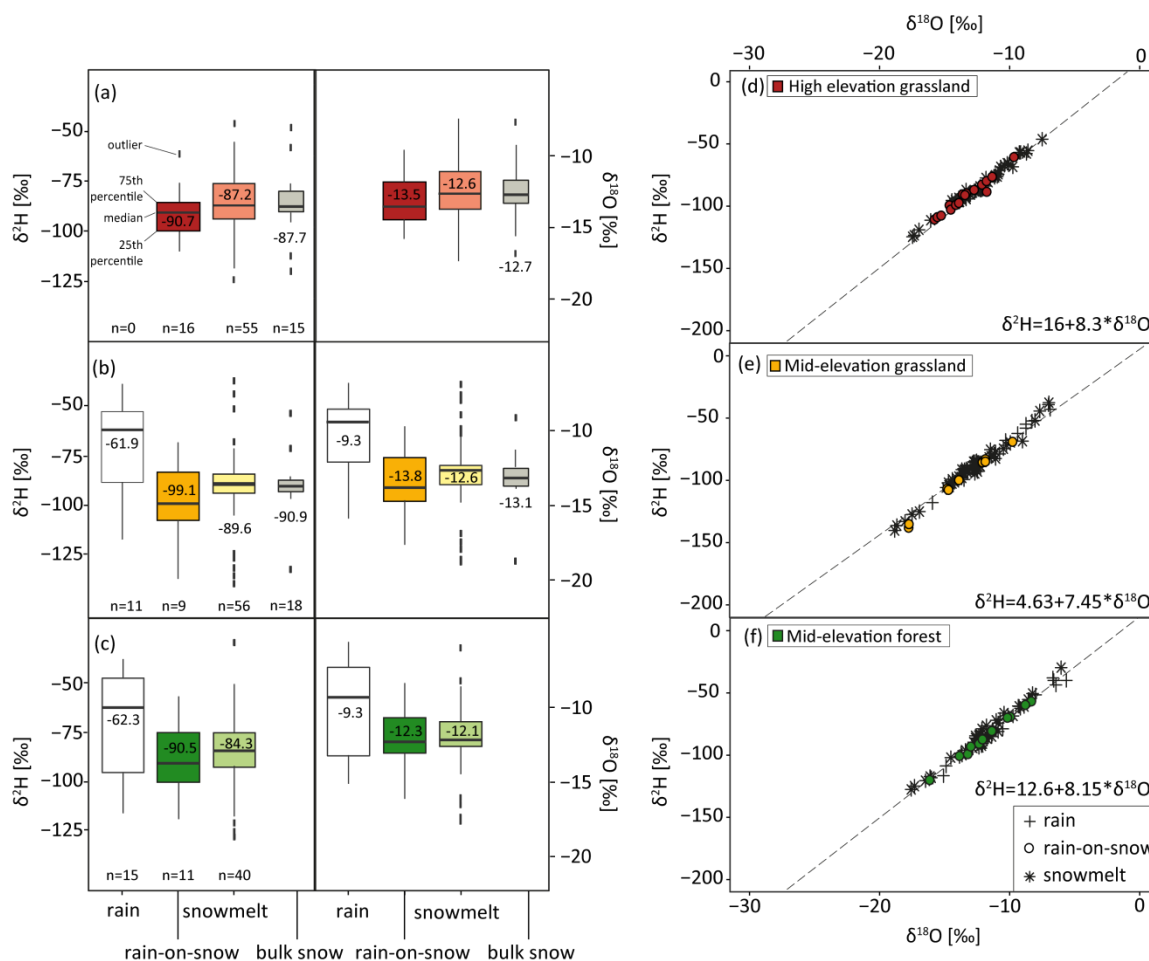 δ¹⁸O [‰]
−30 −20 −10 0
(a)
outlier
75th
percentile
median
25th
percentile
−50
−75
−100
−125
δ²H [‰]
-90.7
-87.2
-87.7
n=0 n=16 n=55 n=15
-13.5
-12.6
-12.7
−10
−15
−20
δ¹⁸O [‰]
(b)
−50
−75
−100
−125
δ²H [‰]
-61.9
-99.1
-89.6
-90.9
n=11 n=9 n=56 n=18
-9.3
-13.8
-12.6
-13.1
−10
−15
−20
δ¹⁸O [‰]
(c)
−50
−75
−100
−125
δ²H [‰]
-62.3
-90.5
-84.3
n=15 n=11 n=40
-9.3
-12.3
-12.1
−10
−15
−20
δ¹⁸O [‰]
rain snowmelt rain snowmelt
rain-on-snow bulk snow rain-on-snow bulk snow
(d) High elevation grassland
0
−50
−100
−150
−200
δ²H [‰]
δ²H=16+8.3*δ¹⁸O
(e) Mid-elevation grassland
0
−50
−100
−150
−200
δ²H [‰]
δ²H=4.63+7.45*δ¹⁸O
(f) Mid-elevation forest
0
−50
−100
−150
−200
δ²H [‰]
δ²H=12.6+8.15*δ¹⁸O
rain
rain-on-snow
snowmelt
−30 −20 −10 0
δ¹⁸O [‰]